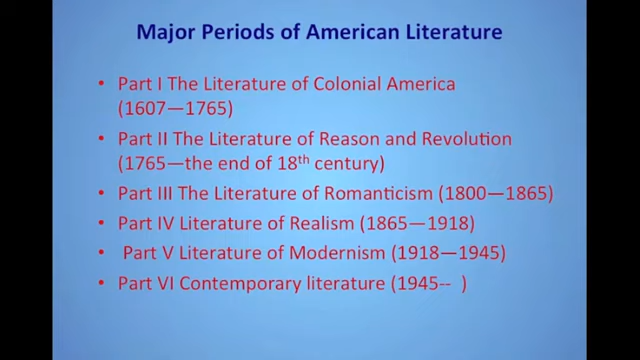 Major Periods of American Literature
• Part I The Literature of Colonial America
(1607—1765)
• Part II The Literature of Reason and Revolution
(1765—the end of 18th century)
• Part III The Literature of Romanticism (1800—1865)
• Part IV Literature of Realism (1865—1918)
• Part V Literature of Modernism (1918—1945)
• Part VI Contemporary literature (1945-- )